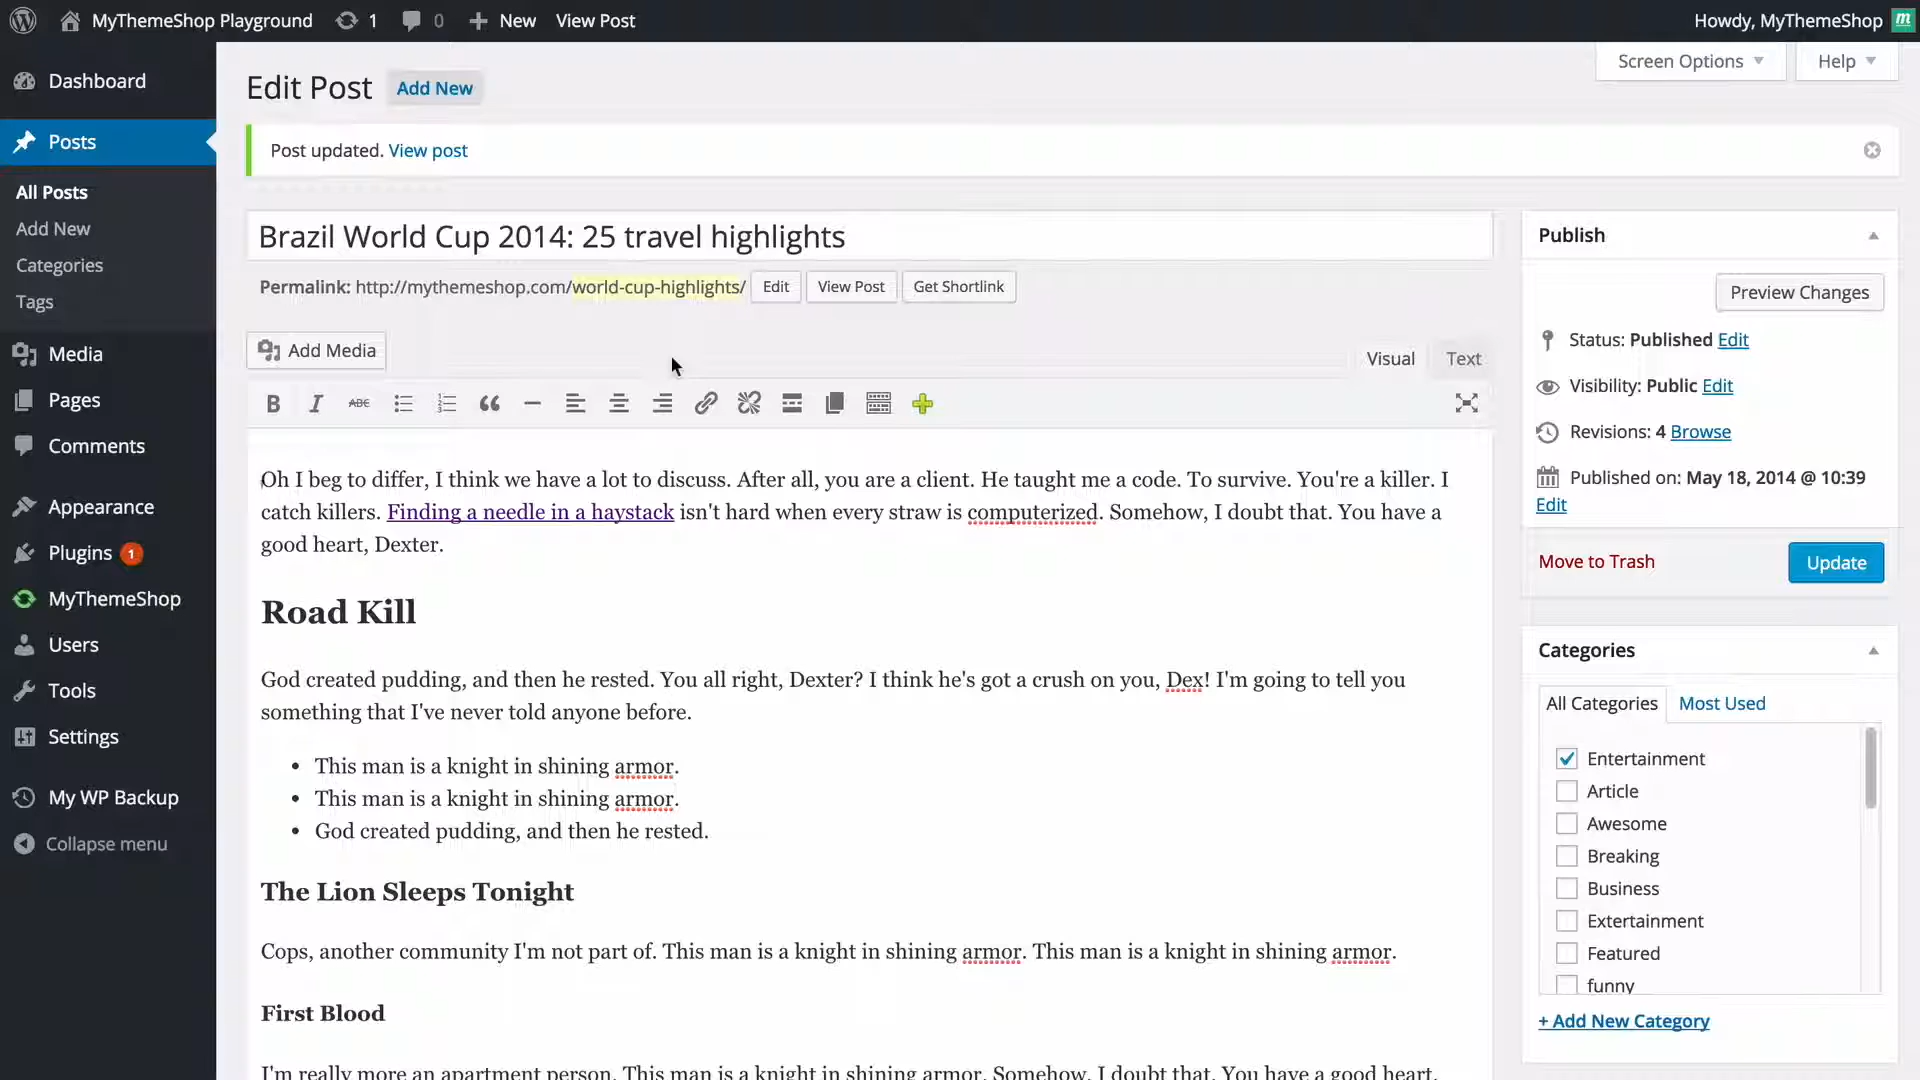 MyThemeShop Playground 1 0 New View Post Howdy, MyThemeShop m
Screen Options Help
Dashboard
Posts
All Posts
Add New
Categories
Tags
Media
Pages
Comments
Appearance
Plugins 1
MyThemeShop
Users
Tools
Settings
My WP Backup
Collapse menu
Edit Post Add New
Post updated. View post
Brazil World Cup 2014: 25 travel highlights
Permalink: http://mythemeshop.com/world-cup-highlights/ Edit View Post Get Shortlink
Add Media Visual Text
B I ABC
Oh I beg to differ, I think we have a lot to discuss. After all, you are a client. He taught me a code. To survive. You're a killer. I
catch killers. Finding a needle in a haystack isn't hard when every straw is computerized. Somehow, I doubt that. You have a
good heart, Dexter.
Road Kill
God created pudding, and then he rested. You all right, Dexter? I think he's got a crush on you, Dex! I'm going to tell you
something that I've never told anyone before.
• This man is a knight in shining armor.
• This man is a knight in shining armor.
• God created pudding, and then he rested.
The Lion Sleeps Tonight
Cops, another community I'm not part of. This man is a knight in shining armor. This man is a knight in shining armor.
First Blood
I'm really more an apartment person. This man is a knight in shining armor. Somehow, I doubt that. You have a good heart,
Publish
Preview Changes
Status: Published Edit
Visibility: Public Edit
Revisions: 4 Browse
Published on: May 18, 2014 @ 10:39
Edit
Move to Trash Update
Categories
All Categories Most Used
Entertainment
Article
Awesome
Breaking
Business
Extertainment
Featured
funny
+ Add New Category